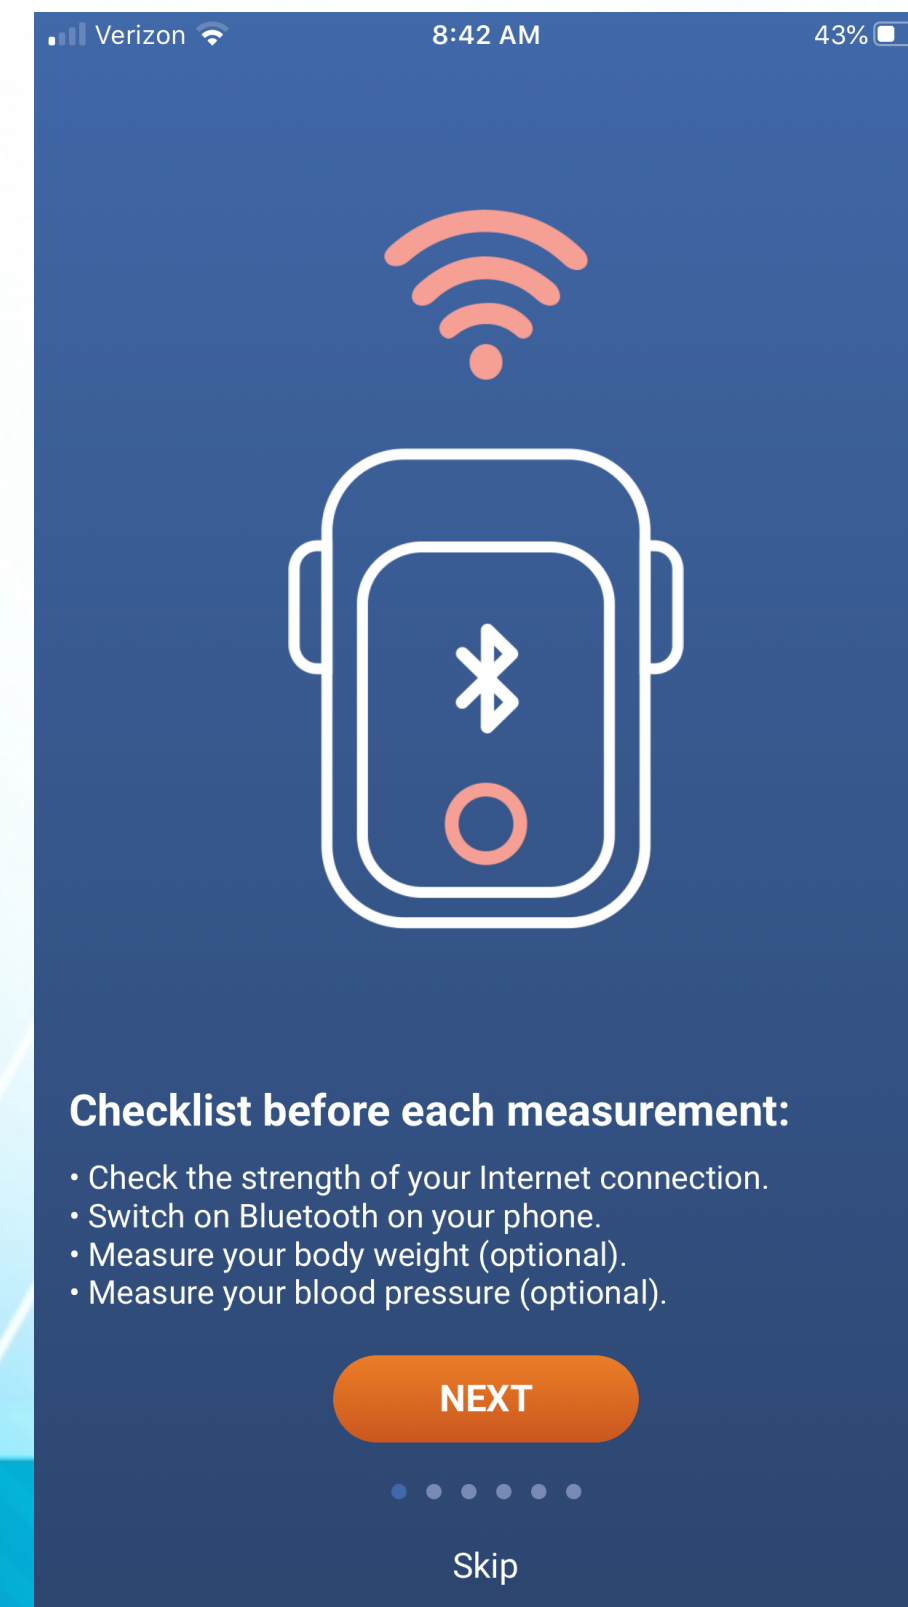 Verizon 8:42 AM 43%
Checklist before each measurement:
• Check the strength of your Internet connection.
• Switch on Bluetooth on your phone.
• Measure your body weight (optional).
• Measure your blood pressure (optional).
NEXT
Skip